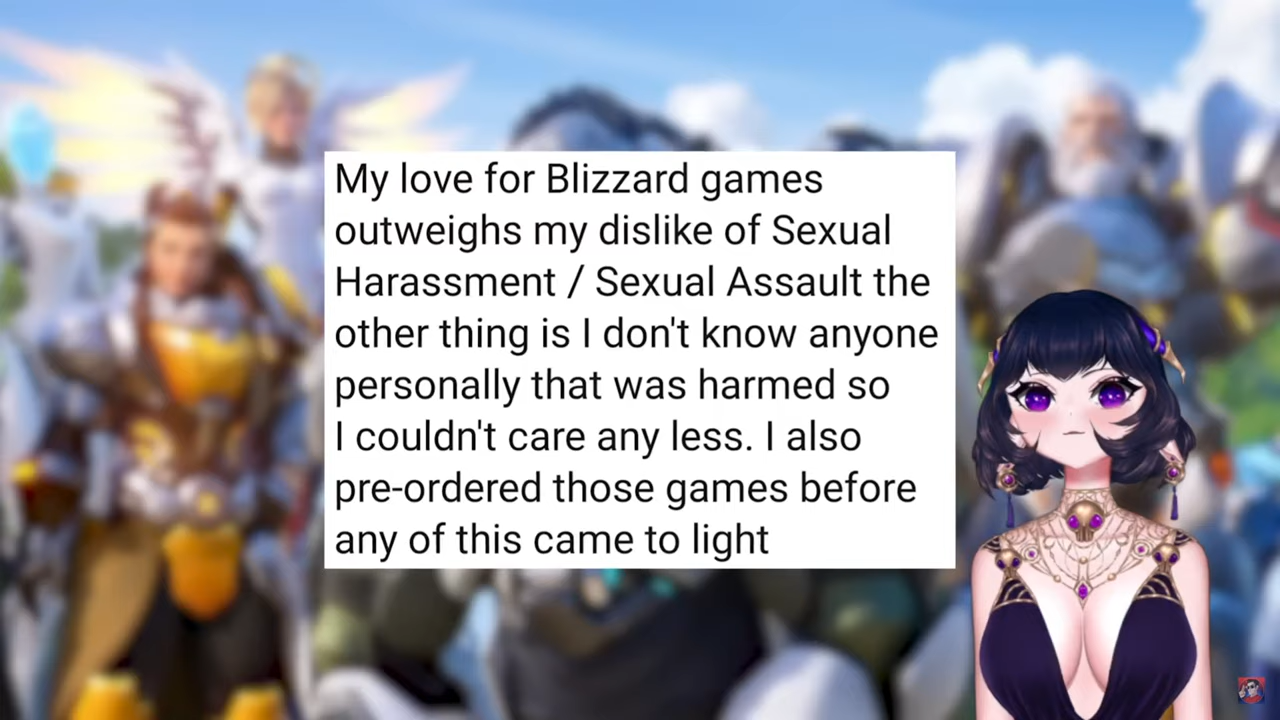 My love for Blizzard games
outweighs my dislike of Sexual
Harassment / Sexual Assault the
other thing is I don't know anyone
personally that was harmed so
I couldn't care any less. I also
pre-ordered those games before
any of this came to light